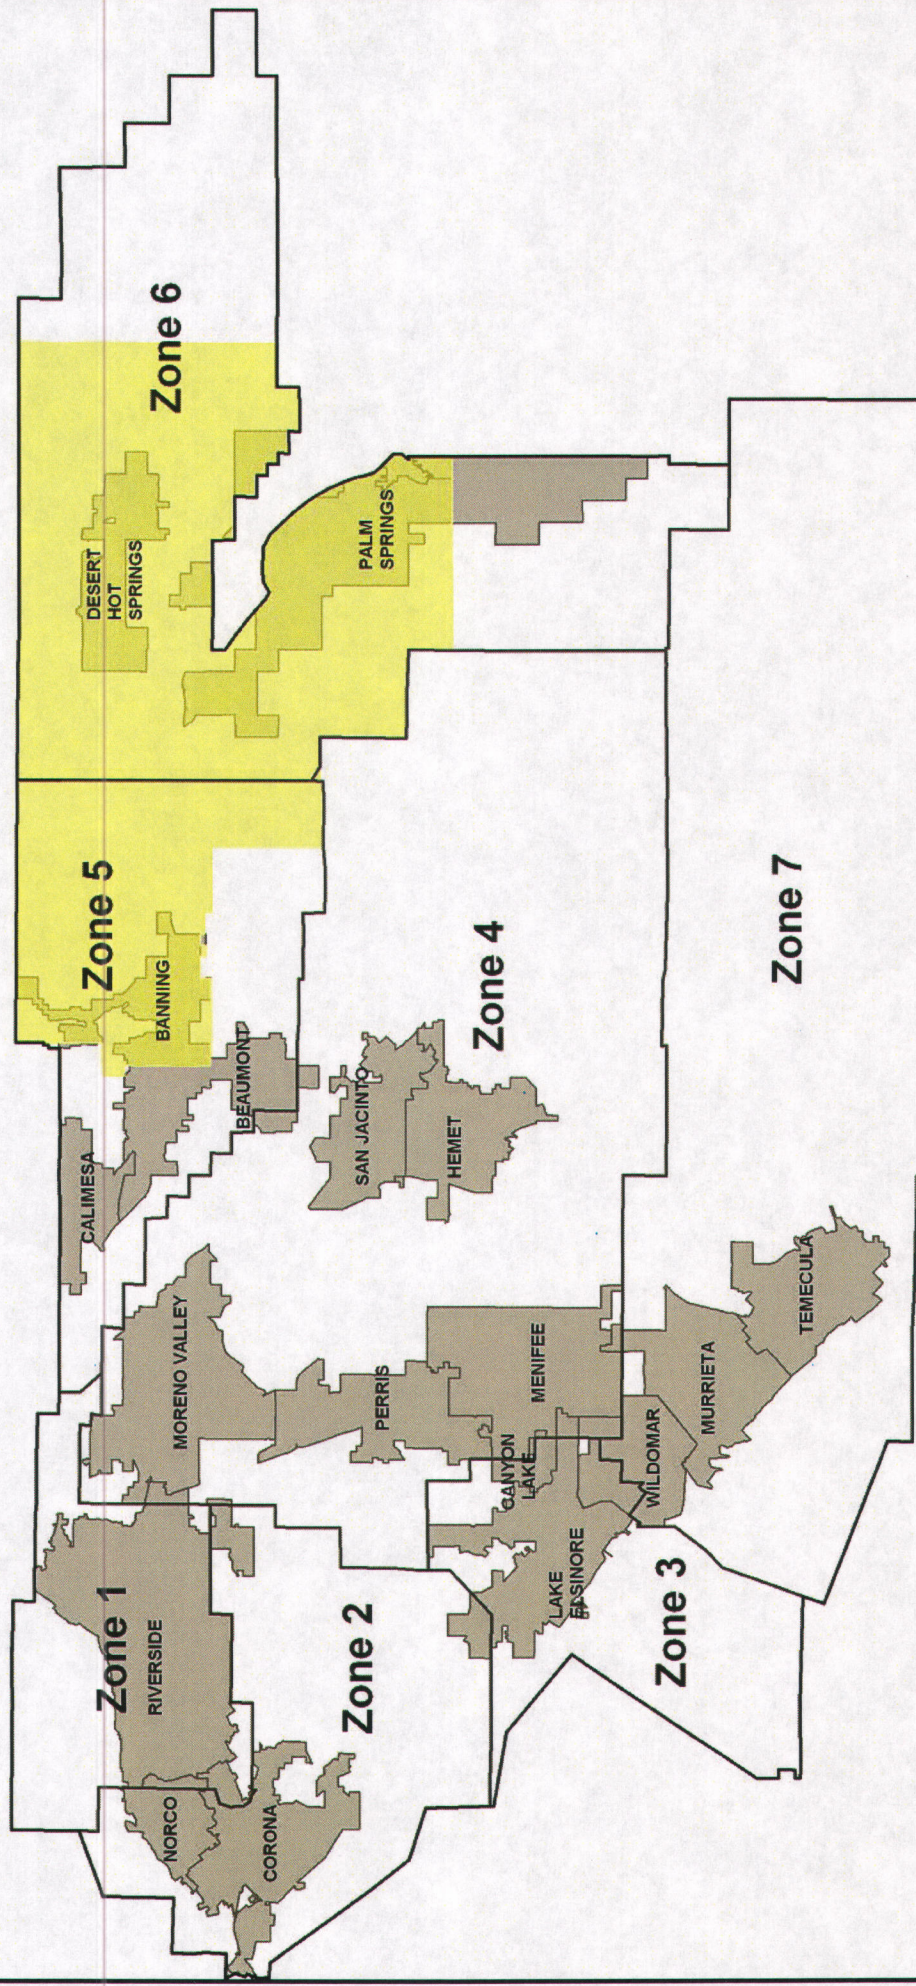 Zone 6
DESERT
HOT
SPRINGS
PALM
SPRINGS
Zone 5
BANNING
BEAUMONT
CALIMESA
SAN JACINTO
HEMET
Zone 4
Zone 7
MORENO VALLEY
PERRIS
MENIFEE
CANYON
LAKE
WILDOMAR
MURRIETA
TEMECULA
LAKE
ELSINORE
Zone 3
Zone 1
RIVERSIDE
Zone 2
NORCO
CORONA